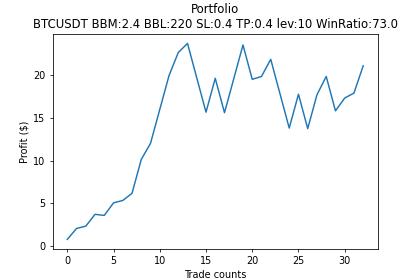 Portfolio
BTCUSDT BBM:2.4 BBL:220 SL:0.4 TP:0.4 lev:10 WinRatio:73.0
20
15
10
5
0
Profit ($)
0 5 10 15 20 25 30
Trade counts